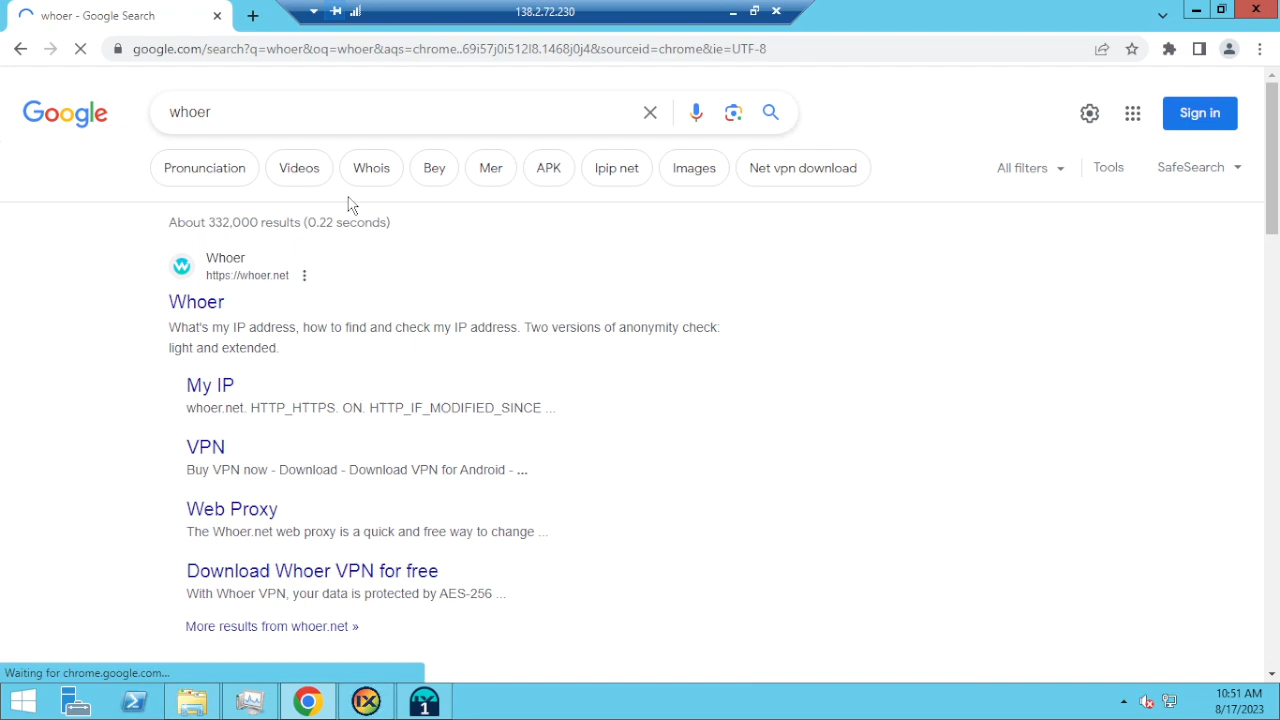 whoer - Google Search
138.2.72.230
google.com/search?q=whoer&oq=whoer&aqs=chrome..69i57j0i512l8.1468j0j4&sourceid=chrome&ie=UTF-8
Google
whoer
Sign in
Pronunciation
Videos
Whois
Bey
Mer
APK
Ipip net
Images
Net vpn download
All filters
Tools
SafeSearch
About 332,000 results (0.22 seconds)
W
Whoer
https://whoer.net
Whoer
What's my IP address, how to find and check my IP address. Two versions of anonymity check:
light and extended.
My IP
whoer.net. HTTP_HTTPS. ON. HTTP_IF_MODIFIED_SINCE ...
VPN
Buy VPN now - Download - Download VPN for Android - ...
Web Proxy
The Whoer.net web proxy is a quick and free way to change ...
Download Whoer VPN for free
With Whoer VPN, your data is protected by AES-256 ...
More results from whoer.net »
Waiting for chrome.google.com...
IX
1
10:51 AM
8/17/2023